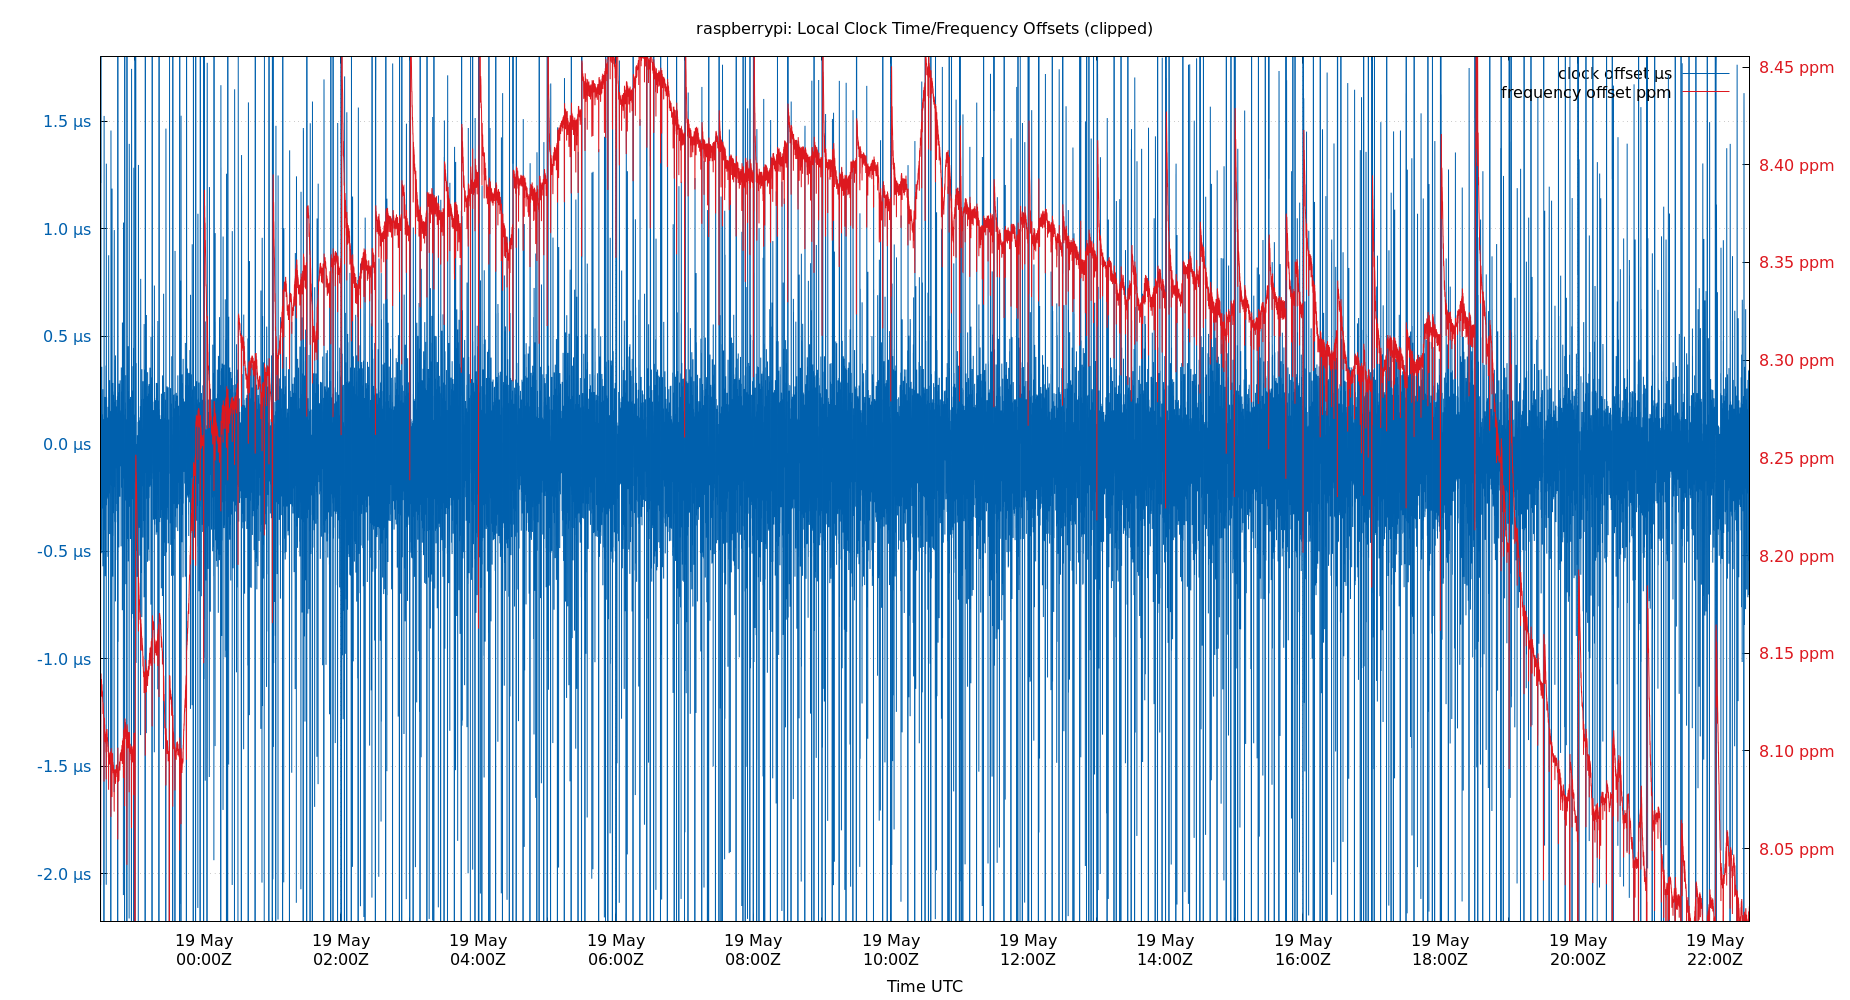 raspberrypi: Local Clock Time/Frequency Offsets (clipped)
clock offset µs
frequency offset ppm
1.5 µs
1.0 µs
0.5 µs
0.0 µs
-0.5 µs
-1.0 µs
-1.5 µs
-2.0 µs
8.45 ppm
8.40 ppm
8.35 ppm
8.30 ppm
8.25 ppm
8.20 ppm
8.15 ppm
8.10 ppm
8.05 ppm
19 May 19 May 19 May 19 May 19 May 19 May 19 May 19 May 19 May 19 May 19 May 19 May
00:00Z 02:00Z 04:00Z 06:00Z 08:00Z 10:00Z 12:00Z 14:00Z 16:00Z 18:00Z 20:00Z 22:00Z
Time UTC